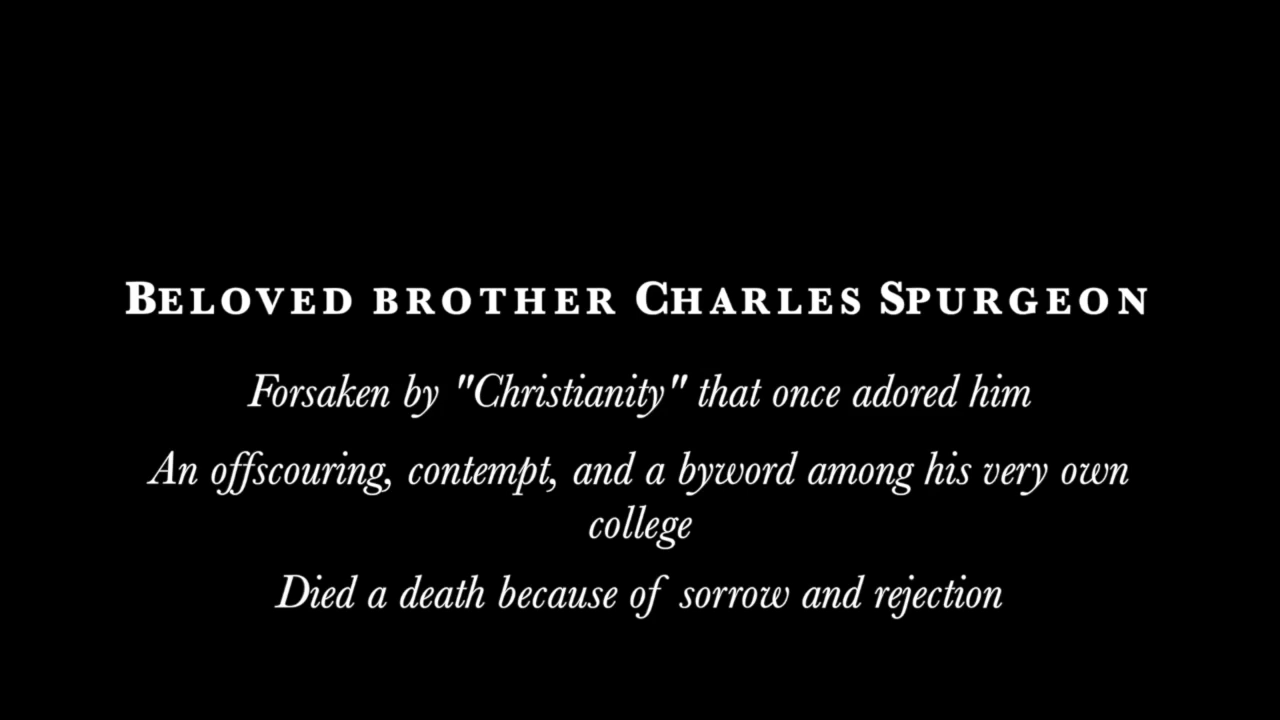 Beloved brother Charles Spurgeon
Forsaken by "Christianity" that once adored him
An offscouring, contempt, and a byword among his very own
college
Died a death because of sorrow and rejection